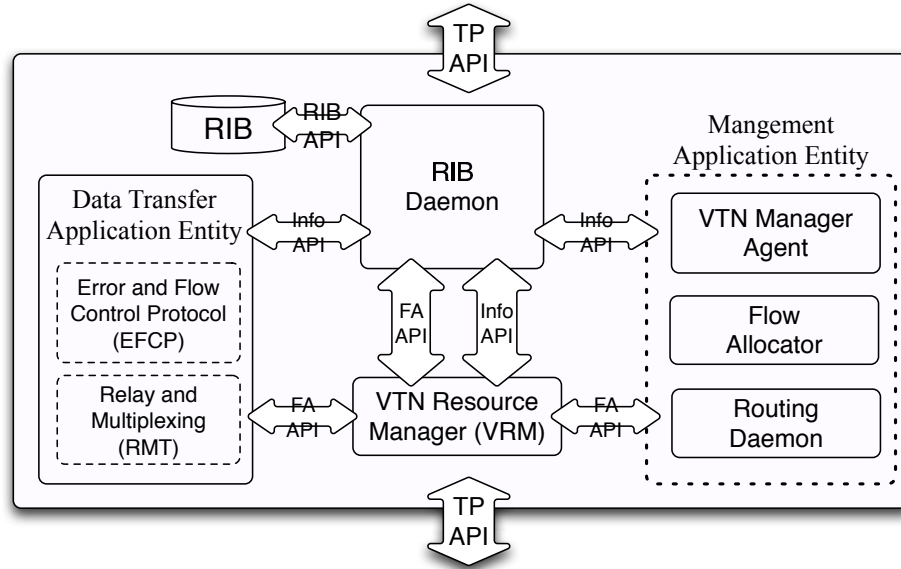 TP
API
RIB
RIB
API
RIB
Daemon
Mangement
Application Entity
Data Transfer
Application Entity
Info
API
Info
API
VTN Manager
Agent
Error and Flow
Control Protocol
(EFCP)
FA
API
Info
API
Flow
Allocator
Relay and
Multiplexing
(RMT)
FA
API
VTN Resource
Manager (VRM)
FA
API
Routing
Daemon
TP
API